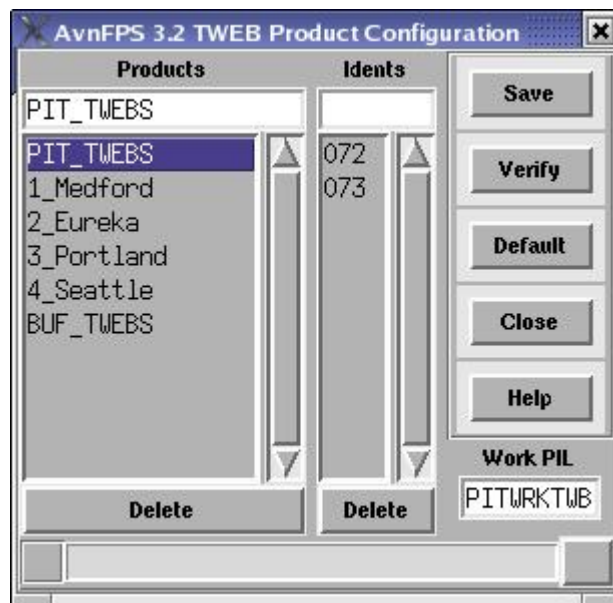 AvnFPS 3.2 TWEB Product Configuration
Products
PIT_TWEBS
PIT_TWEBS
1_Medford
2_Eureka
3_Portland
4_Seattle
BUF_TWEBS
Delete
Idents
072
073
Delete
Save
Verify
Default
Close
Help
Work PIL
PITWRKTWB